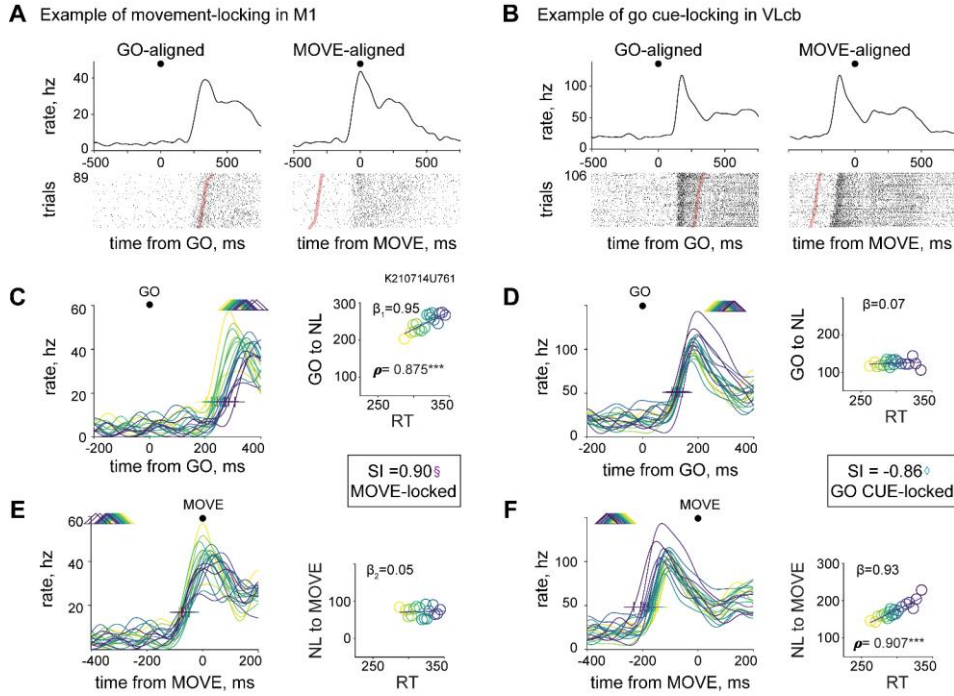 A Example of movement-locking in M1
GO-aligned
MOVE-aligned
rate, hz
40
20
0
-500 0 500
-500 0 500
89
trials
time from GO, ms
time from MOVE, ms
B Example of go cue-locking in VLcb
GO-aligned
MOVE-aligned
rate, hz
100
50
0
-500 0 500
-500 0 500
106
trials
time from GO, ms
time from MOVE, ms
C
GO
rate, hz
60
40
20
0
-200 0 200 400
time from GO, ms
K210714U761
GO to NL
300
200
100
β1=0.95
ρ= 0.875***
250 350
RT
SI =0.90§
MOVE-locked
D
GO
rate, hz
100
50
0
-200 0 200 400
time from GO, ms
GO to NL
200
100
β=0.07
250 350
RT
SI = -0.86◊
GO CUE-locked
E
MOVE
rate, hz
60
40
20
-400 -200 0 200
time from MOVE, ms
NL to MOVE
100
0
β2=0.05
250 350
RT
F
MOVE
rate, hz
100
50
0
-400 -200 0 200
time from MOVE, ms
NL to MOVE
300
200
100
β=0.93
ρ= 0.907***
250 350
RT